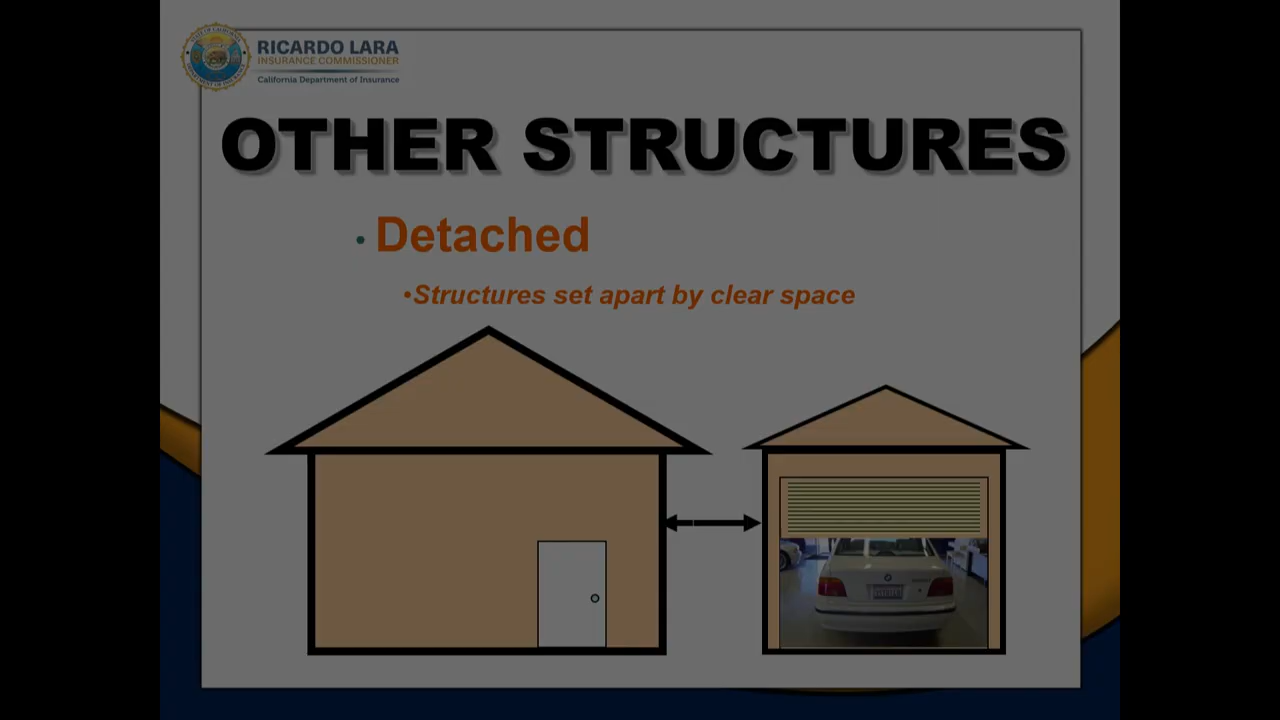 RICARDO LARA
INSURANCE COMMISSIONER
California Department of Insurance
OTHER STRUCTURES
• Detached
•Structures set apart by clear space